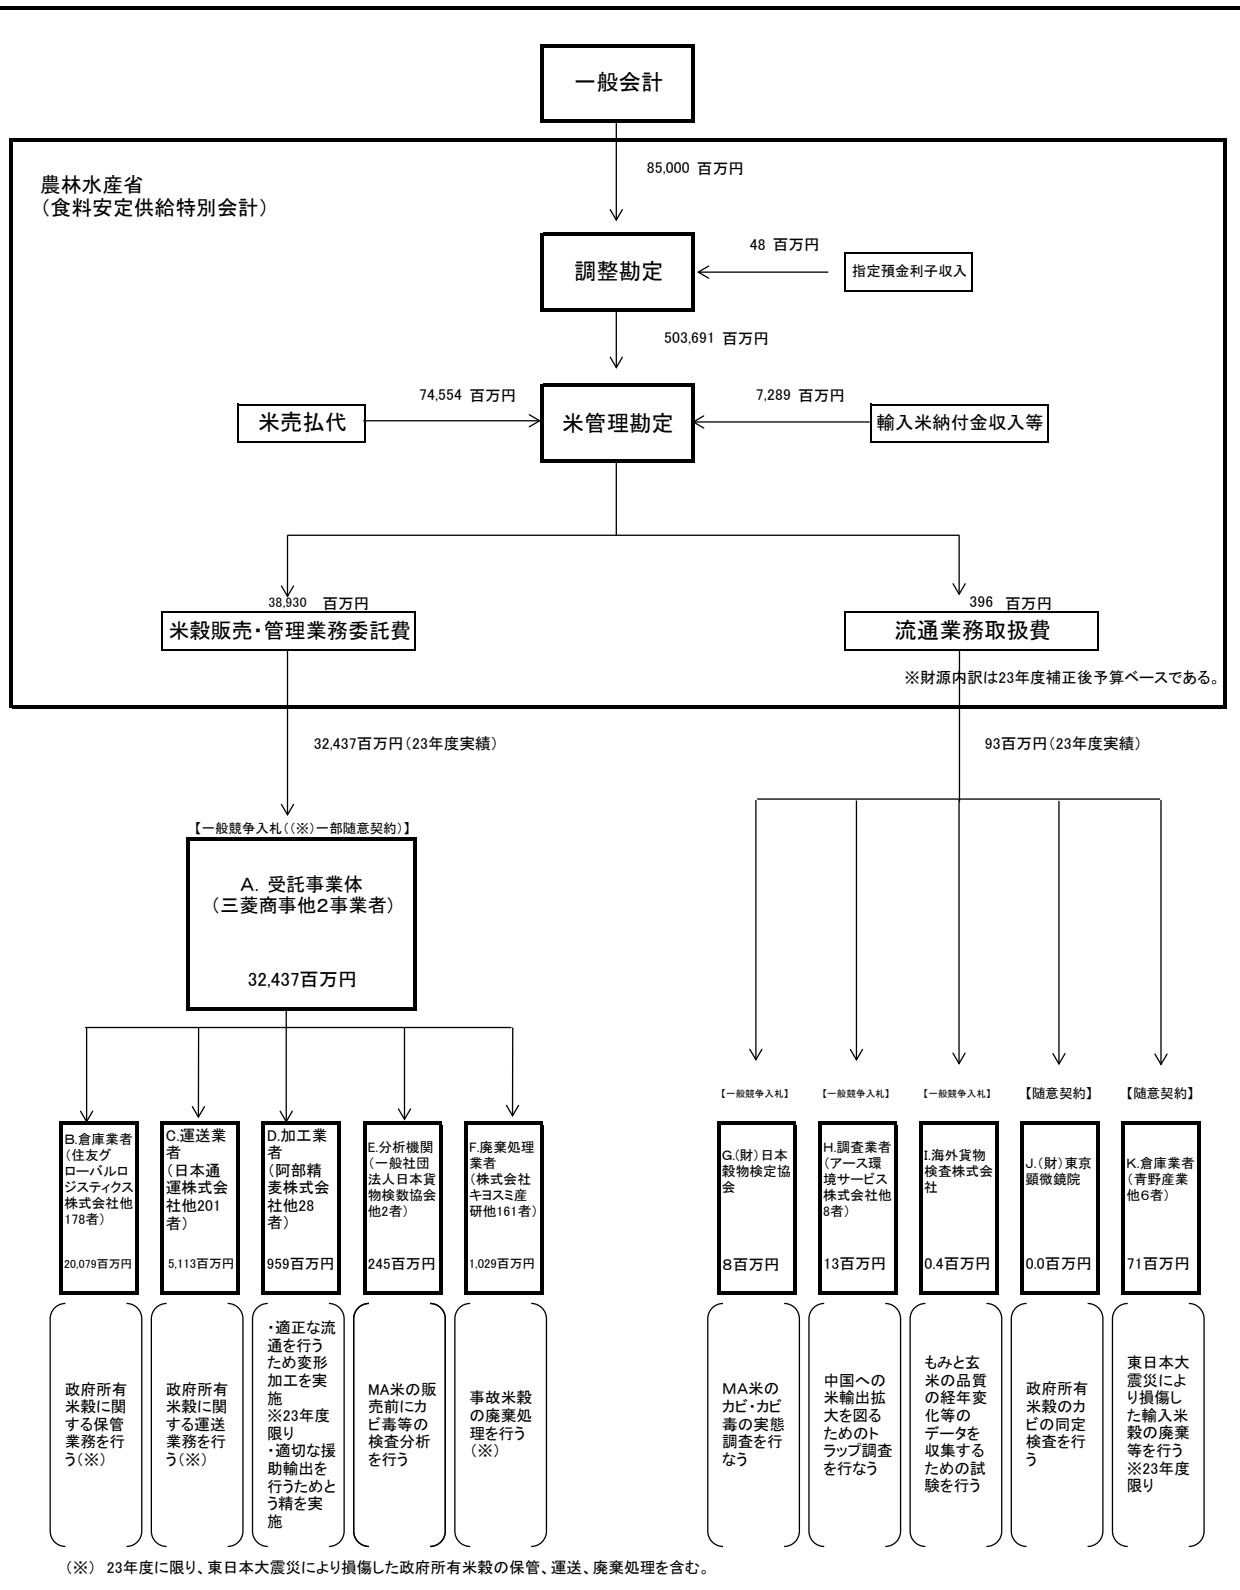 一般会計
85,000 百万円
農林水産省
(食料安定供給特別会計)
48 百万円
調整勘定
指定預金利子収入
503,691 百万円
74,554 百万円
7,289 百万円
米売払代
米管理勘定
輸入米納付金収入等
38,930 百万円
396 百万円
米穀販売・管理業務委託費
流通業務取扱費
※財源内訳は23年度補正後予算ベースである。
32,437百万円(23年度実績)
93百万円(23年度実績)
【一般競争入札((※)一部随意契約)】
A. 受託事業体
(三菱商事他2事業者)
32,437百万円
【一般競争入札】
【一般競争入札】
【一般競争入札】
【随意契約】
【随意契約】
B.倉庫業者
(住友グ
ローバルロ
ジスティクス
株式会社他
178者)
20,079百万円
C.運送業
者
(日本通
運株式会
社他201
者)
5,113百万円
D.加工業
者
(阿部精
麦株式会
社他28
者)
959百万円
E.分析機関
(一般社団
法人日本貨
物検数協会
他2者)
245百万円
F.廃棄処理
業者
(株式会社
キヨスミ産
研他161者)
1,029百万円
G.(財)日本
穀物検定協
会
8百万円
H.調査業者
(アース環
境サービス
株式会社他
8者)
13百万円
I.海外貨物
検査株式会
社
0.4百万円
J.(財)東京
顕微鏡院
0.0百万円
K.倉庫業者
(青野産業
他6者)
71百万円
政府所有
米穀に関
する保管
業務を行
う(※)
政府所有
米穀に関
する運送
業務を行
う(※)
・適正な流
通を行う
ため変形
加工を実
施
※23年度
限り
・適切な援
助輸出を
行うためと
う精を実
施
MA米の販
売前にカ
ビ毒等の
検査分析
を行う
事故米穀
の廃棄処
理を行う
(※)
MA米の
カビ・カビ
毒の実態
調査を行
なう
中国への
米輸出拡
大を図る
ためのト
ラップ調査
を行なう
もみと玄
米の品質
の経年変
化等の
データを
収集する
ための試
験を行う
政府所有
米穀のカ
ビの同定
検査を行
う
東日本大
震災によ
り損傷し
た輸入米
穀の廃棄
等を行う
※23年度
限り
(※) 23年度に限り、東日本大震災により損傷した政府所有米穀の保管、運送、廃棄処理を含む。